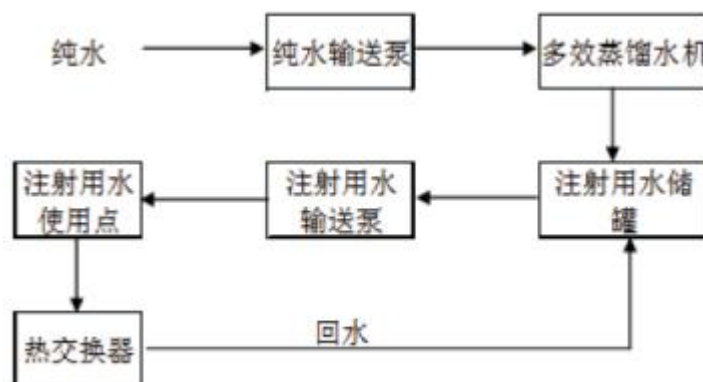 纯水
纯水输送泵
多效蒸馏水机
注射用水
使用点
注射用水
输送泵
注射用水储
罐
热交换器
回水